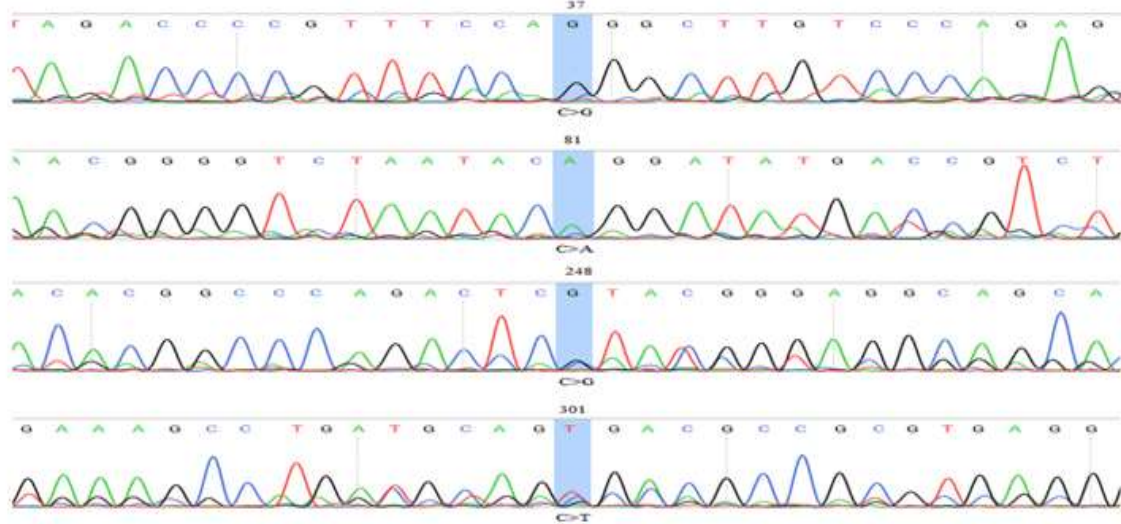 37
T A G A C C C C G T T T C C A G G G C T T G T C C C A G A G
C>G
81
A A C G G G G T C T A A T A C A G G A T A T G A C C G T C T
C>A
248
A C A C G G C C C A G A C T C G T A C G G G A G G C A G C A
C>G
301
G A A A G C C T G A T G C A G T G A C G C C G C G T G A G G
C>T